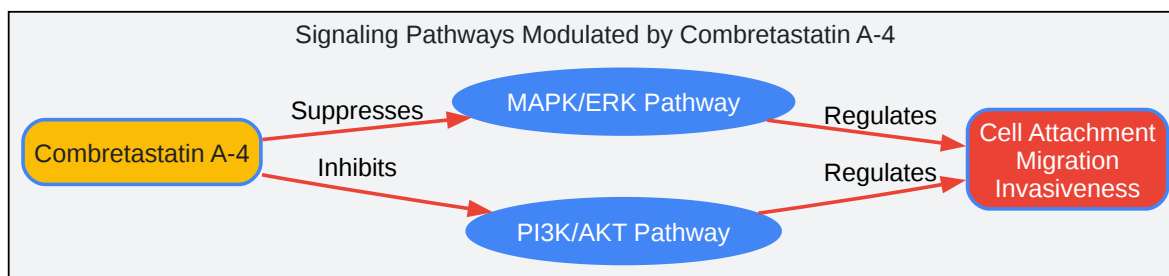 Signaling Pathways Modulated by Combretastatin A-4
Suppresses
MAPK/ERK Pathway
Regulates
Combretastatin A-4
Cell Attachment
Migration
Invasiveness
Inhibits
Regulates
PI3K/AKT Pathway